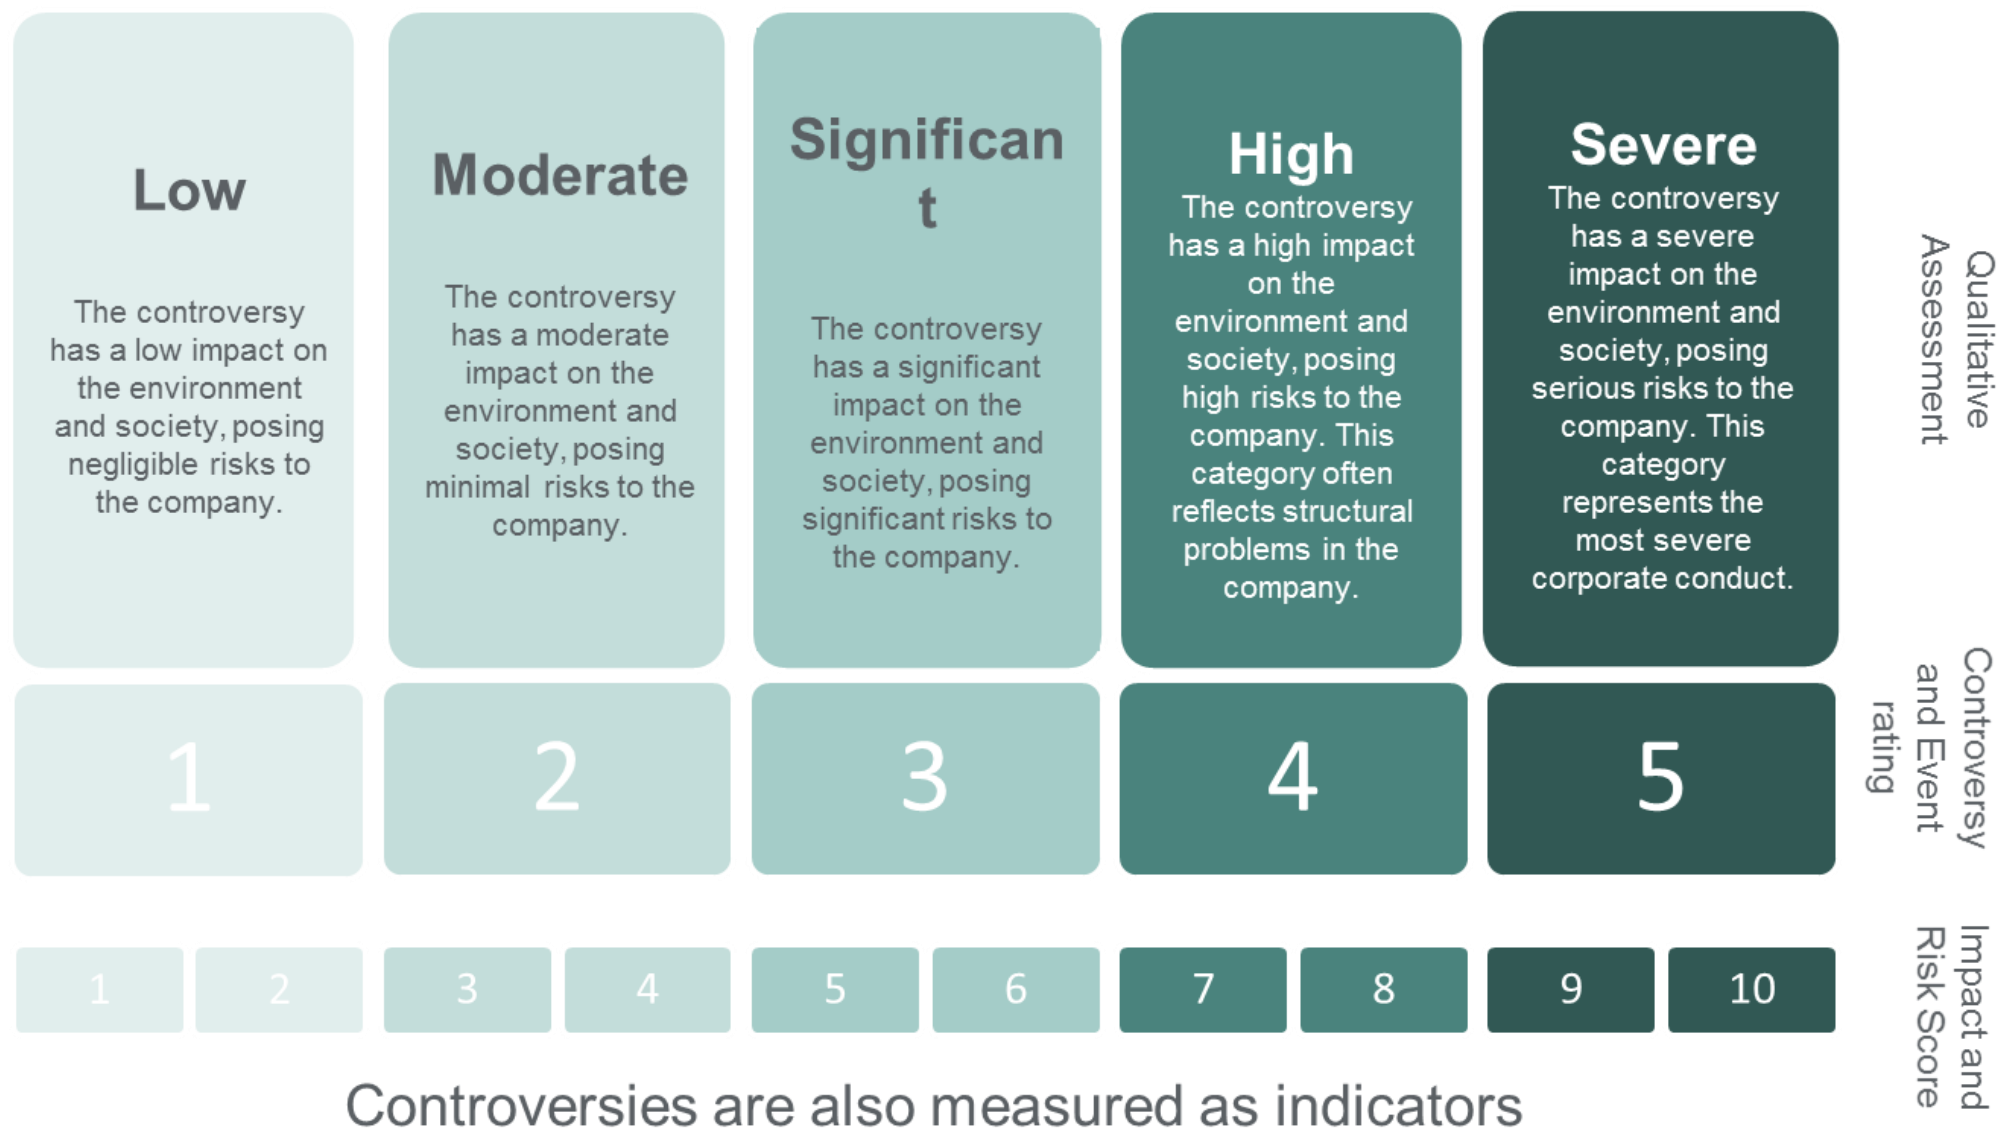 Low
The controversy
has a low impact on
the environment
and society, posing
negligible risks to
the company.
Moderate
The controversy
has a moderate
impact on the
environment and
society, posing
minimal risks to the
company.
Significan
t
The controversy
has a significant
impact on the
environment and
society, posing
significant risks to
the company.
High
The controversy
has a high impact
on the
environment and
society, posing
high risks to the
company. This
category often
reflects structural
problems in the
company.
Severe
The controversy
has a severe
impact on the
environment and
society, posing
serious risks to the
company. This
category
represents the
most severe
corporate conduct.
Qualitative
Assessment
1
2
3
4
5
Controversy
and Event
rating
1
2
3
4
5
6
7
8
9
10
Impact and
Risk Score
Controversies are also measured as indicators